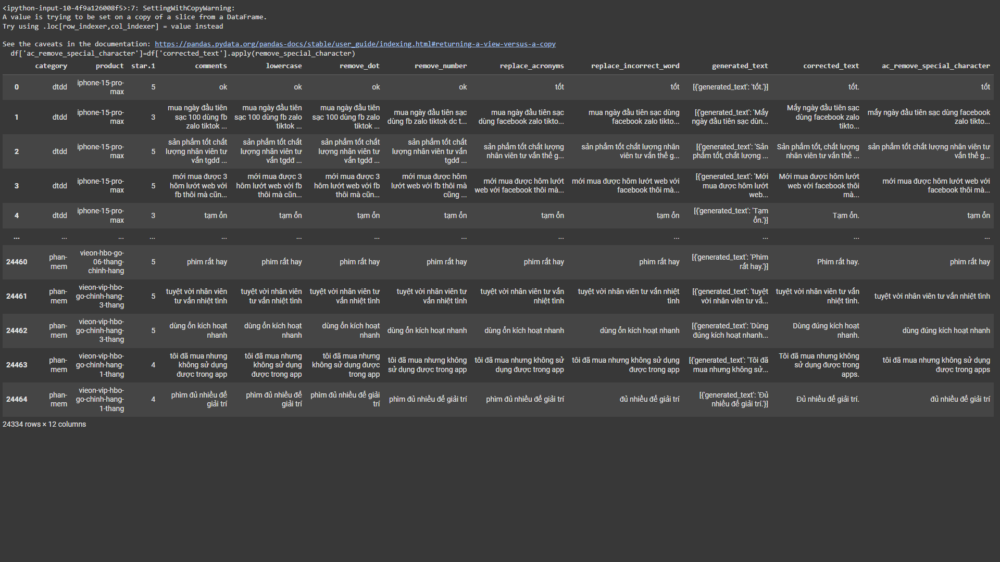 <ipython-input-10-4f9a126008f5>:7: SettingWithCopyWarning:
A value is trying to be set on a copy of a slice from a DataFrame.
Try using .loc[row_indexer,col_indexer] = value instead
See the caveats in the documentation: https://pandas.pydata.org/pandas-docs/stable/user_guide/indexing.html#returning-a-view-versus-a-copy
df['ac_remove_special_character']=df['corrected_text'].apply(remove_special_character)
category product star.1 comments lowercase remove_dot remove_number replace_acronyms replace_incorrect_word generated_text corrected_text ac_remove_special_character
0 dtdd iphone-15-pro-max 5 ok ok ok ok tốt tốt [{'generated_text': 'tốt.'}] tốt. tốt
1 dtdd iphone-15-pro-max 3 mua ngày đầu tiên sạc 100 dùng fb zalo tiktok ... mua ngày đầu tiên sạc 100 dùng fb zalo tiktok ... mua ngày đầu tiên sạc 100 dùng fb zalo tiktok ... mua ngày đầu tiên sạc dùng fb zalo tiktok dc t... mua ngày đầu tiên sạc dùng facebook zalo tikto... mua ngày đầu tiên sạc dùng facebook zalo tikto... [{'generated_text': 'Mấy ngày đầu tiên sạc dùn... Mấy ngày đầu tiên sạc dùng facebook zalo tikto... mấy ngày đầu tiên sạc dùng facebook zalo tikto...
2 dtdd iphone-15-pro-max 5 sản phẩm tốt chất lượng nhân viên tư vấn tgdđ ... sản phẩm tốt chất lượng nhân viên tư vấn tgdđ ... sản phẩm tốt chất lượng nhân viên tư vấn tgdđ ... sản phẩm tốt chất lượng nhân viên tư vấn tgdđ ... sản phẩm tốt chất lượng nhân viên tư vấn thế g... sản phẩm tốt chất lượng nhân viên tư vấn thế g... [{'generated_text': 'Sản phẩm tốt, chất lượng ... Sản phẩm tốt, chất lượng nhân viên tư vấn thế ... sản phẩm tốt chất lượng nhân viên tư vấn thế g...
3 dtdd iphone-15-pro-max 5 mới mua được 3 hôm lướt web với fb thôi mà cũn... mới mua được 3 hôm lướt web với fb thôi mà cũn... mới mua được 3 hôm lướt web với fb thôi mà cũn... mới mua được hôm lướt web với fb thôi mà cũng ... mới mua được hôm lướt web với facebook thôi mà... mới mua được hôm lướt web với facebook thôi mà... [{'generated_text': 'Mới mua được hôm lướt web... Mới mua được hôm lướt web với facebook thôi mà... mới mua được hôm lướt web với facebook thôi mà...
4 dtdd iphone-15-pro-max 3 tạm ổn tạm ổn tạm ổn tạm ổn tạm ổn tạm ổn [{'generated_text': 'Tạm ổn.'}] Tạm ổn. tạm ổn
... ... ... ... ... ... ... ... ... ... ... ... ...
24460 phan-mem vieon-hbo-go-06-thang-chinh-hang 5 phim rất hay phim rất hay phim rất hay phim rất hay phim rất hay phim rất hay [{'generated_text': 'Phim rất hay.'}] Phim rất hay. phim rất hay
24461 phan-mem vieon-vip-hbo-go-chinh-hang-3-thang 5 tuyệt vời nhân viên tư vấn nhiệt tình tuyệt vời nhân viên tư vấn nhiệt tình tuyệt vời nhân viên tư vấn nhiệt tình tuyệt vời nhân viên tư vấn nhiệt tình tuyệt vời nhân viên tư vấn nhiệt tình tuyệt vời nhân viên tư vấn nhiệt tình [{'generated_text': 'tuyệt vời nhân viên tư vấ... tuyệt vời nhân viên tư vấn nhiệt tình. tuyệt vời nhân viên tư vấn nhiệt tình
24462 phan-mem vieon-vip-hbo-go-chinh-hang-3-thang 5 dùng ổn kích hoạt nhanh dùng ổn kích hoạt nhanh dùng ổn kích hoạt nhanh dùng ổn kích hoạt nhanh dùng ổn kích hoạt nhanh dùng ổn kích hoạt nhanh [{'generated_text': 'Dùng đúng kích hoạt nhanh... Dùng đúng kích hoạt nhanh. dùng đúng kích hoạt nhanh
24463 phan-mem vieon-vip-hbo-go-chinh-hang-1-thang 4 tôi đã mua nhưng không sử dụng được trong app tôi đã mua nhưng không sử dụng được trong app tôi đã mua nhưng không sử dụng được trong app tôi đã mua nhưng không sử dụng được trong app tôi đã mua nhưng không sử dụng được trong app tôi đã mua nhưng không sử dụng được trong app [{'generated_text': 'Tôi đã mua nhưng không sử... Tôi đã mua nhưng không sử dụng được trong apps. tôi đã mua nhưng không sử dụng được trong apps
24464 phan-mem vieon-vip-hbo-go-chinh-hang-1-thang 4 phìm đủ nhiều để giải trí phìm đủ nhiều để giải trí phìm đủ nhiều để giải trí phìm đủ nhiều để giải trí phìm đủ nhiều để giải trí đủ nhiều để giải trí [{'generated_text': 'Đủ nhiều để giải trí.'}] Đủ nhiều để giải trí. đủ nhiều để giải trí
24334 rows × 12 columns